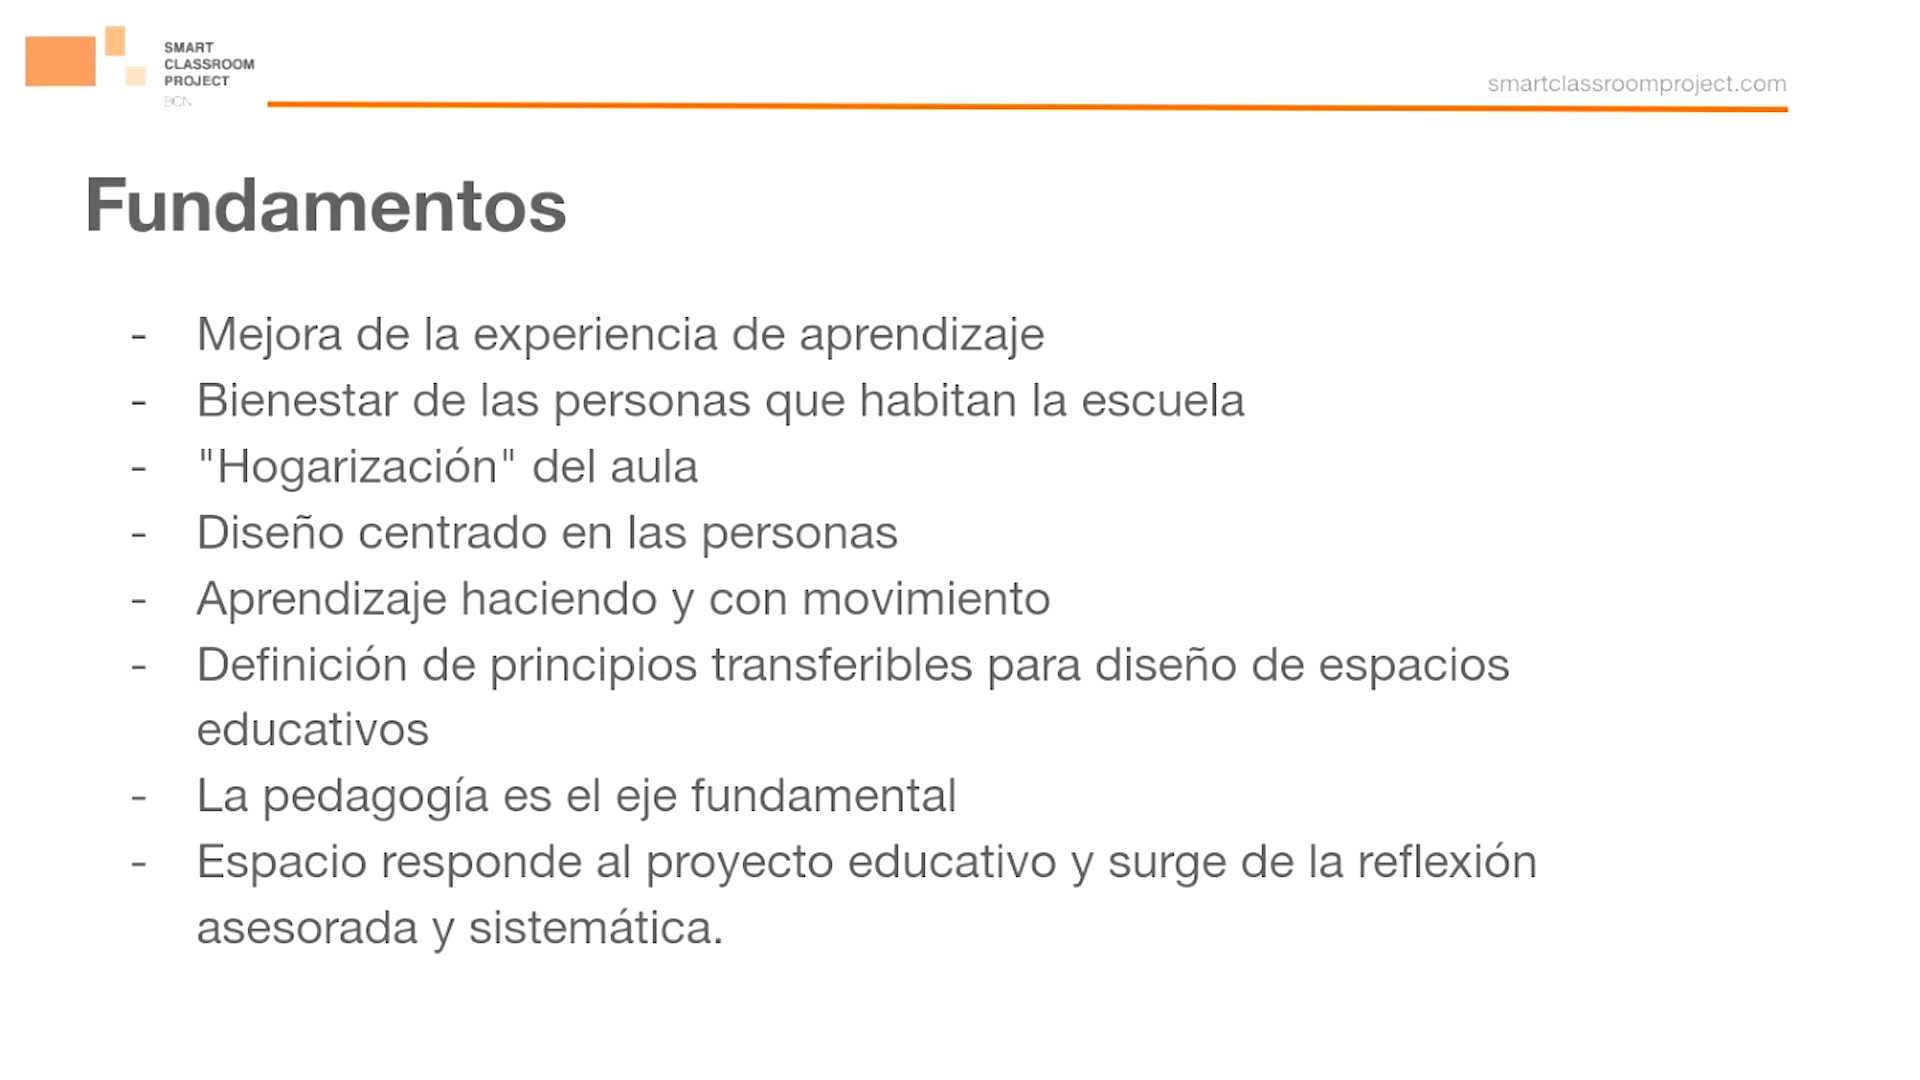 SMART
CLASSROOM
PROJECT
BCN
smartclassroomproject.com
Fundamentos
- Mejora de la experiencia de aprendizaje
- Bienestar de las personas que habitan la escuela
- "Hogarización" del aula
- Diseño centrado en las personas
- Aprendizaje haciendo y con movimiento
- Definición de principios transferibles para diseño de espacios
educativos
- La pedagogía es el eje fundamental
- Espacio responde al proyecto educativo y surge de la reflexión
asesorada y sistemática.